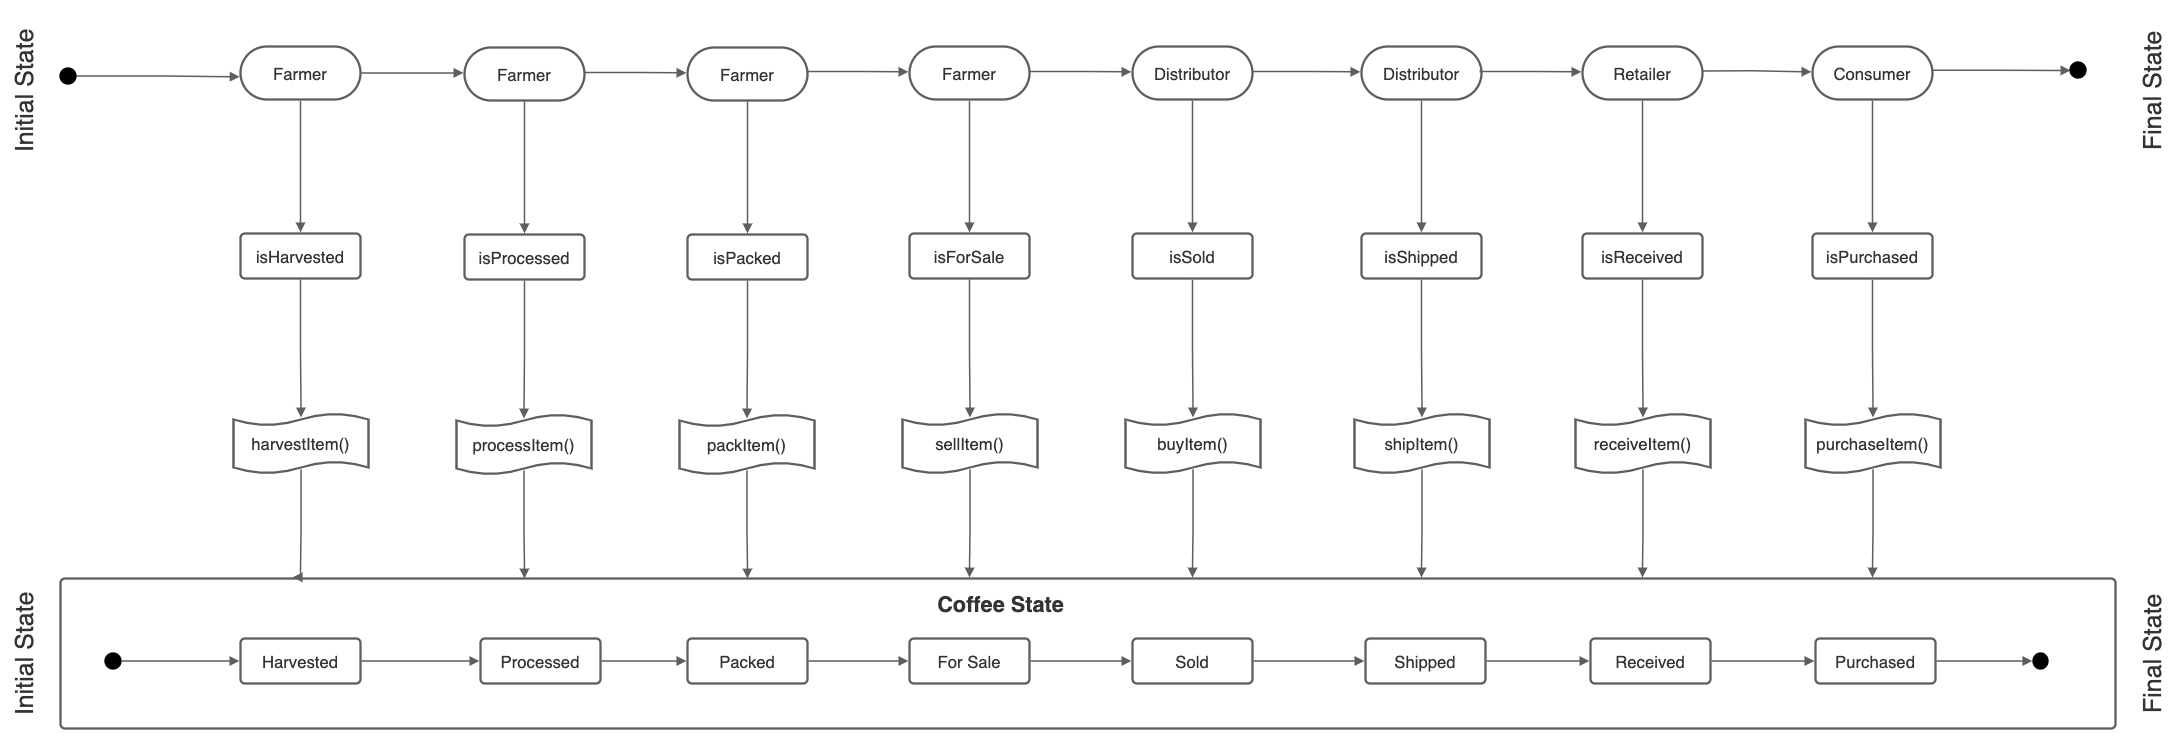 Initial State
Farmer
Farmer
Farmer
Farmer
Distributor
Distributor
Retailer
Consumer
Final State
isHarvested
isProcessed
isPacked
isForSale
isSold
isShipped
isReceived
isPurchased
harvestItem()
processItem()
packItem()
sellItem()
buyItem()
shipItem()
receiveItem()
purchaseItem()
Initial State
Coffee State
Harvested
Processed
Packed
For Sale
Sold
Shipped
Received
Purchased
Final State